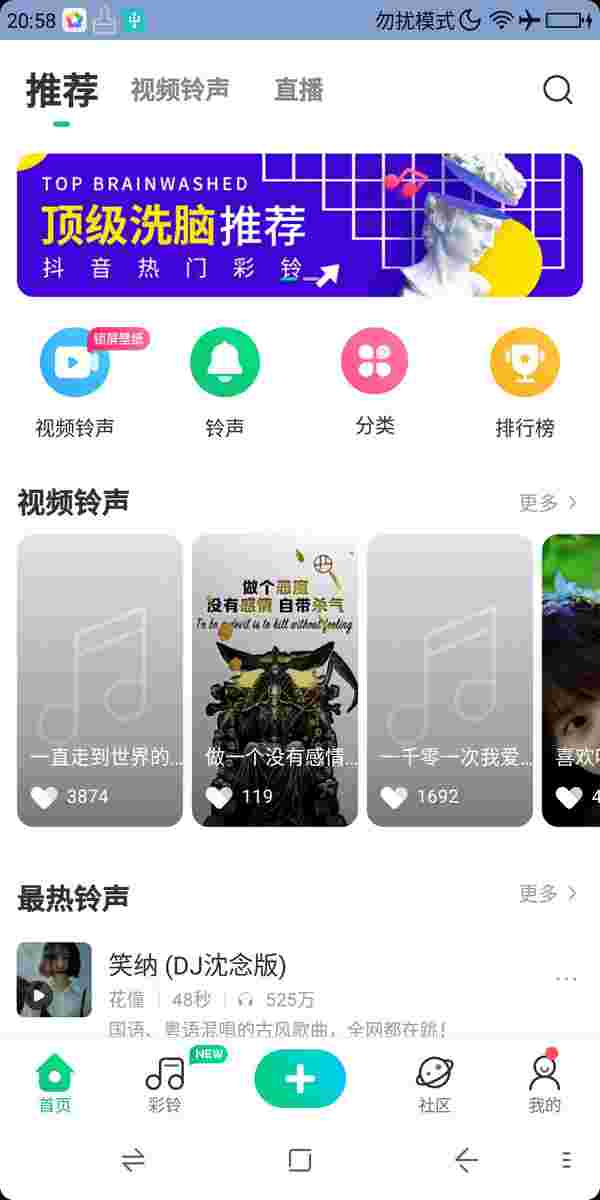 20:58
勿扰模式
推荐 视频铃声 直播
TOP BRAINWASHED
顶级洗脑推荐
抖音热门彩铃
锁屏壁纸
视频铃声 铃声 分类 排行榜
视频铃声 更多
做个恶魔
没有感情 自带杀气
To be a devil is to kill without feeling
一直走到世界的... 做一个没有感情... 一千零一次我爱... 喜欢
3874 119 1692 4
最热铃声 更多
笑纳 (DJ沈念版)
花僮 48秒 525万
国语、粤语混唱的古风歌曲,全网都在跳!
NEW
首页 彩铃 社区 我的